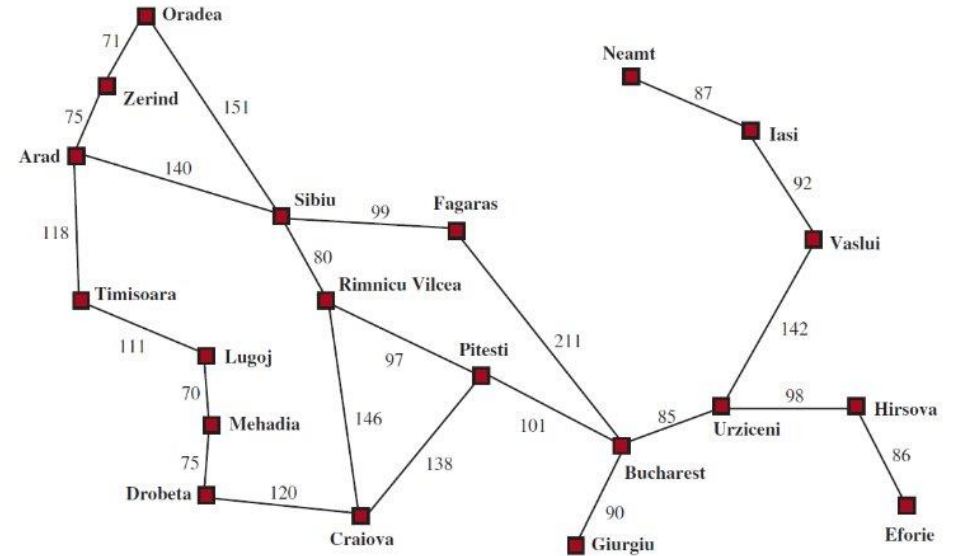 Oradea
71
Neamt
Zerind
87
151
75
Iasi
Arad
140
92
Sibiu
Fagaras
99
118
Vaslui
80
Rimnicu Vilcea
Timisoara
142
111
211
Pitesti
Lugoj
97
70
98
Hirsova
146
85
Mehadia
101
Urziceni
75
138
86
Bucharest
Drobeta
120
90
Craiova
Giurgiu
Eforie